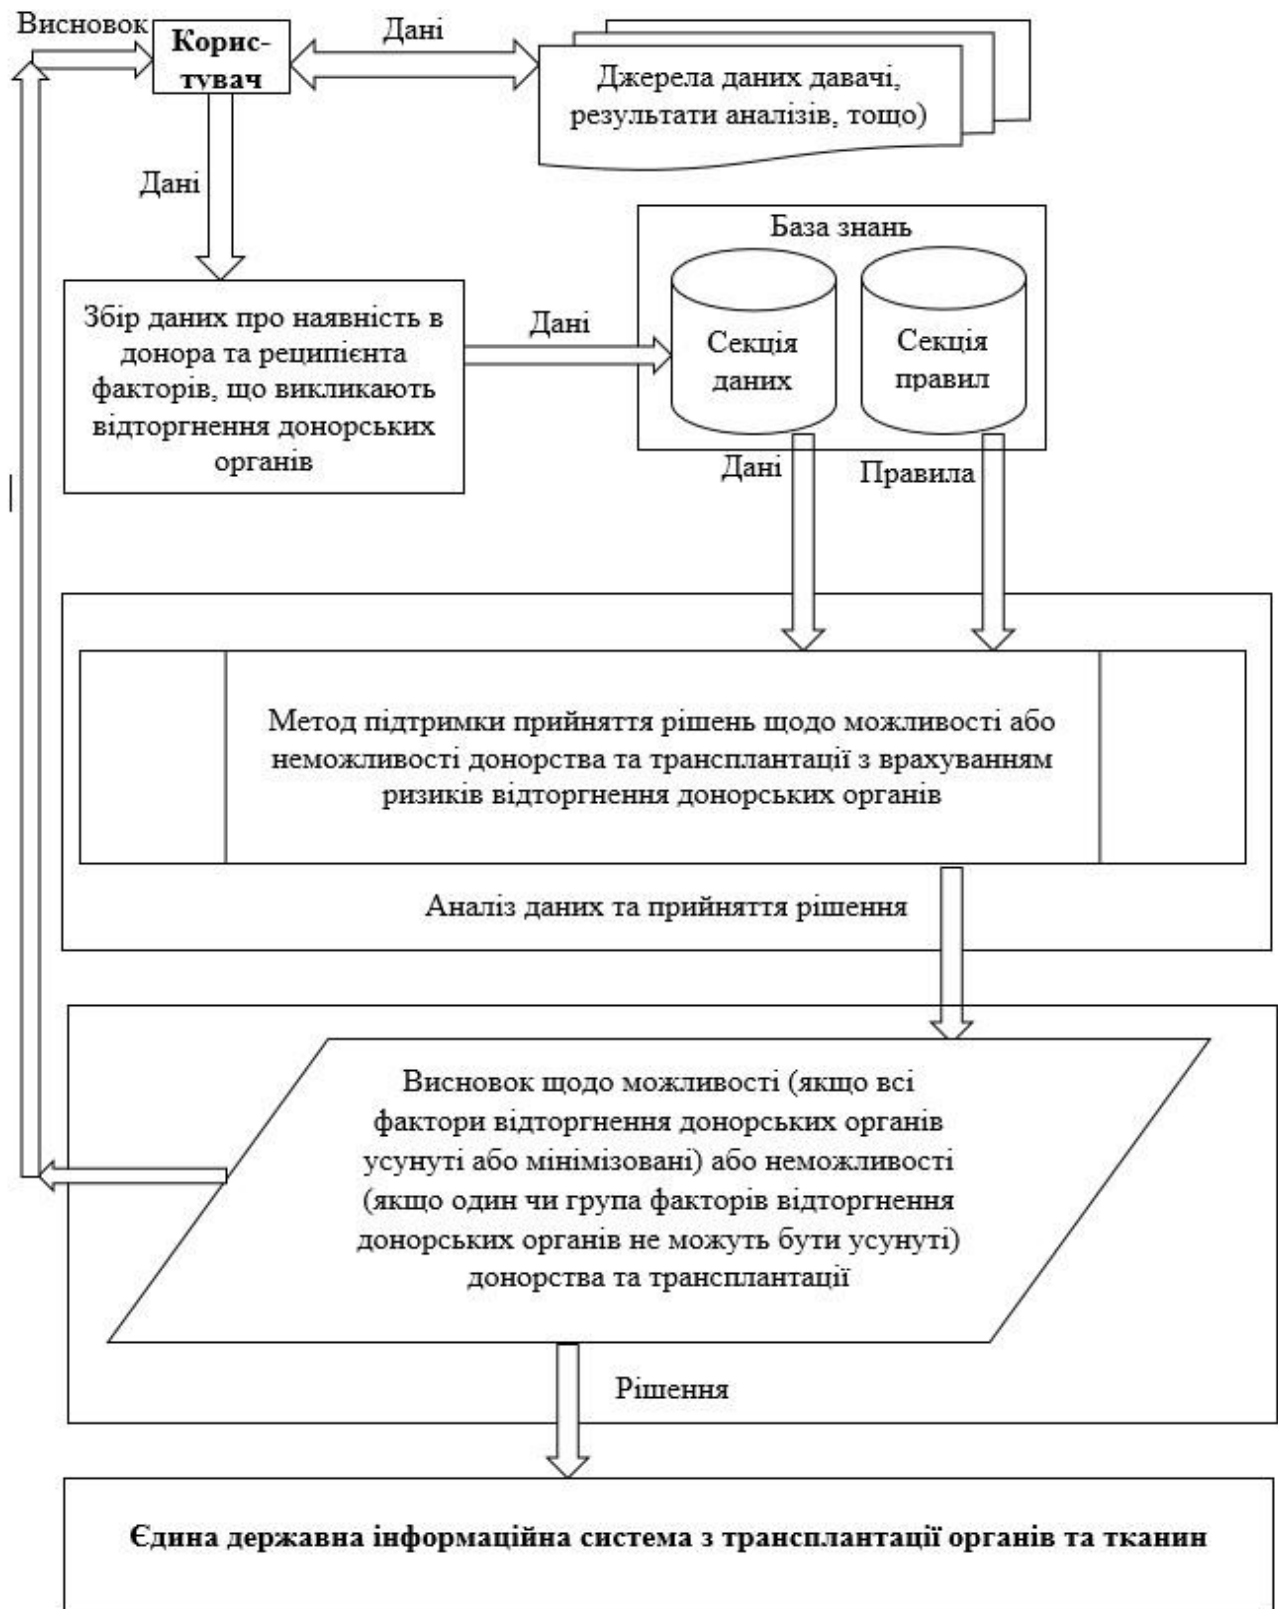 Висновок
Корис-
тувач
Дані
Джерела даних давачі,
результати аналізів, тощо)
Дані
База знань
Збір даних про наявність в
донора та реципієнта
факторів, що викликають
відторгнення донорських
органів
Дані
Секція
даних
Секція
правил
Дані
Правила
Метод підтримки прийняття рішень щодо можливості або
неможливості донорства та трансплантації з врахуванням
ризиків відторгнення донорських органів
Аналіз даних та прийняття рішення
Висновок щодо можливості (якщо всі
фактори відторгнення донорських органів
усунуті або мінімізовані) або неможливості
(якщо один чи група факторів відторгнення
донорських органів не можуть бути усунуті)
донорства та трансплантації
Рішення
Єдина державна інформаційна система з трансплантації органів та тканин